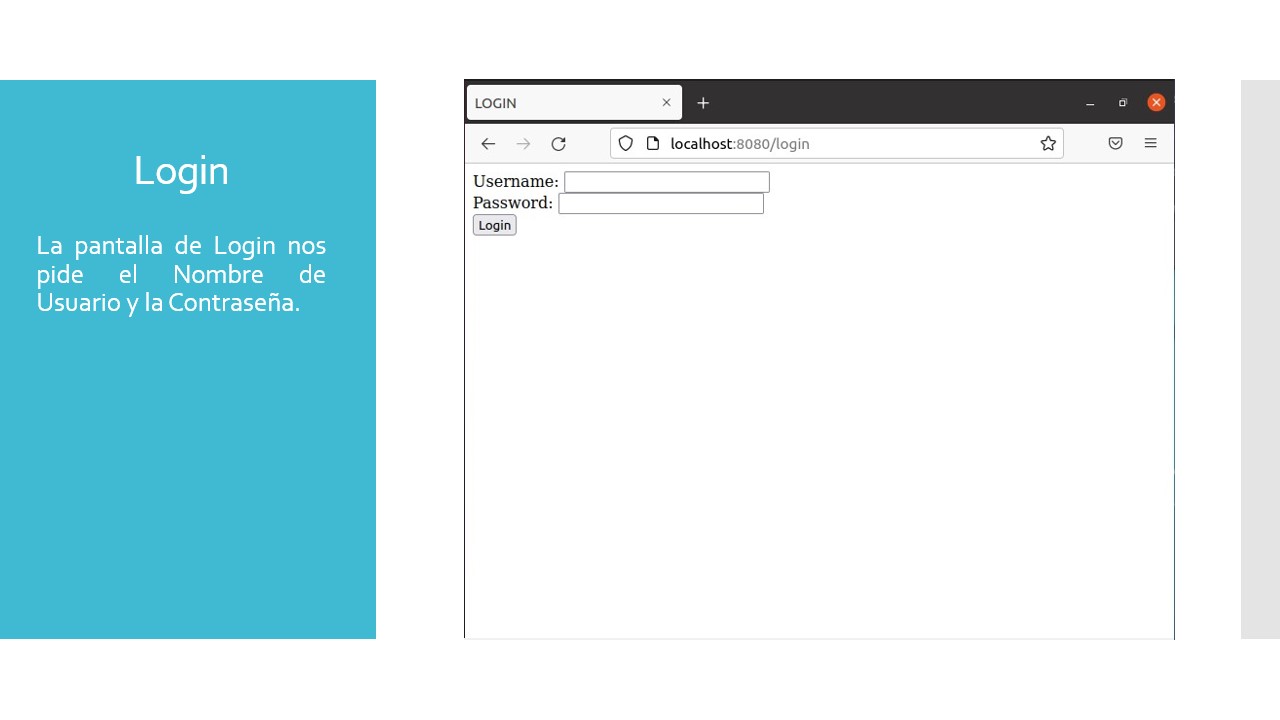 Login
La pantalla de Login nos
pide el Nombre de
Usuario y la Contraseña.
LOGIN
localhost:8080/login
Username:
Password:
Login